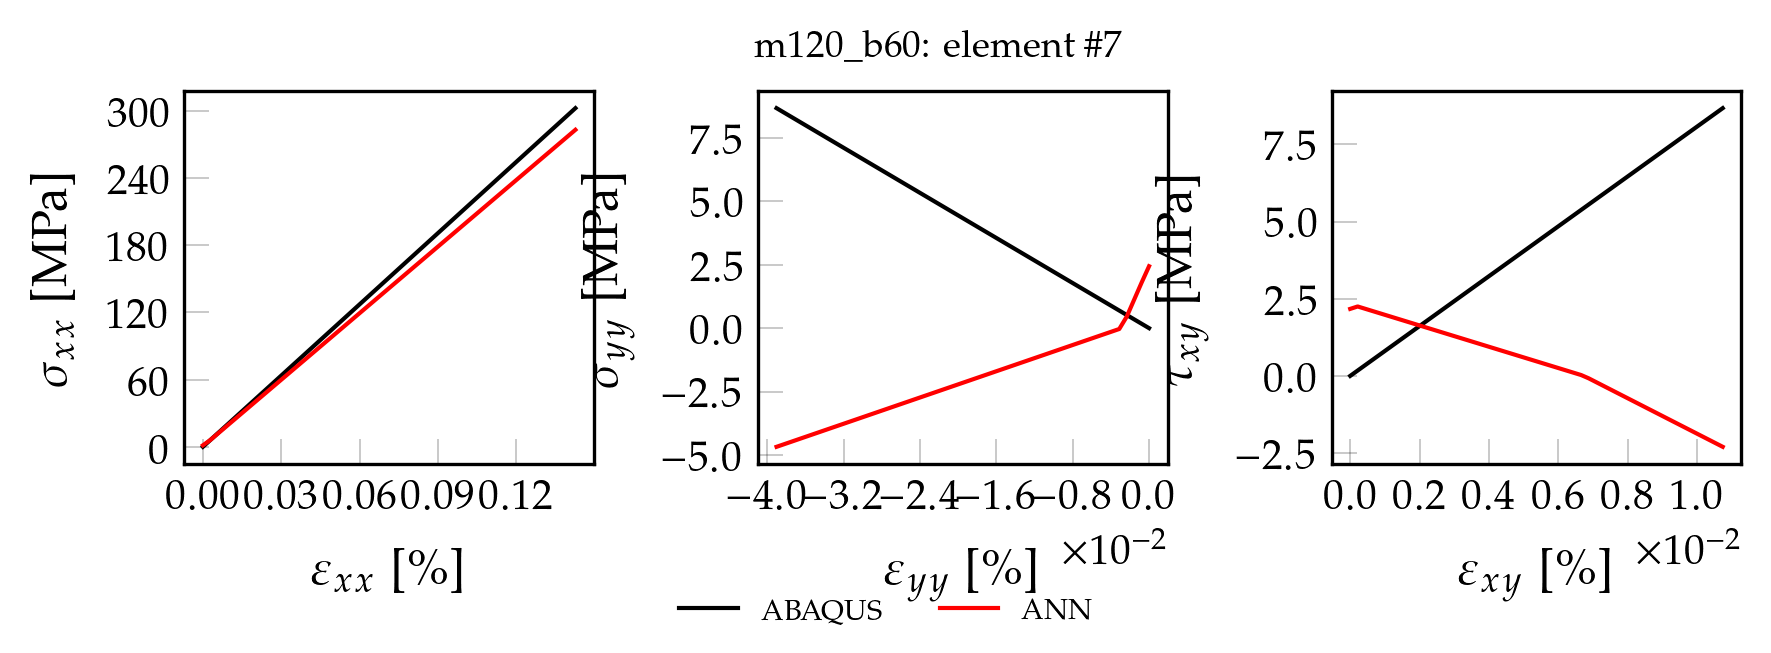 m120_b60: element #7
σxx [MPa]
300
240
180
120
60
0
0.00 0.03 0.06 0.09 0.12
εxx [%]
σyy [MPa]
7.5
5.0
2.5
0.0
−2.5
−5.0
−4.0 −3.2 −2.4 −1.6 −0.8 0.0
×10−2
εyy [%]
τxy [MPa]
7.5
5.0
2.5
0.0
−2.5
0.0 0.2 0.4 0.6 0.8 1.0
×10−2
εxy [%]
ABAQUS ANN